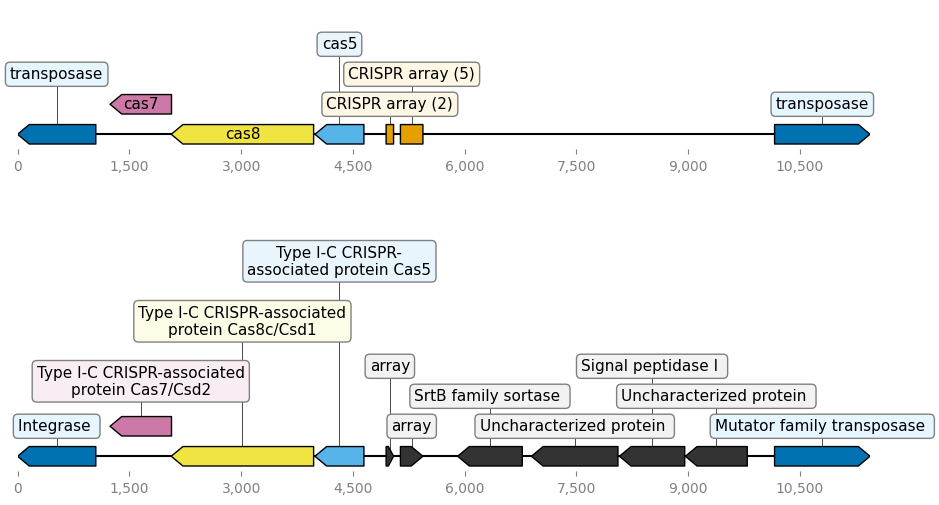 cas5
transposase
CRISPR array (5)
cas7
CRISPR array (2)
transposase
cas8
0
1,500
3,000
4,500
6,000
7,500
9,000
10,500
Type I-C CRISPR-
associated protein Cas5
Type I-C CRISPR-associated
protein Cas8c/Csd1
Type I-C CRISPR-associated
protein Cas7/Csd2
array
Signal peptidase I
SrtB family sortase
Uncharacterized protein
Integrase
array
Uncharacterized protein
Mutator family transposase
0
1,500
3,000
4,500
6,000
7,500
9,000
10,500